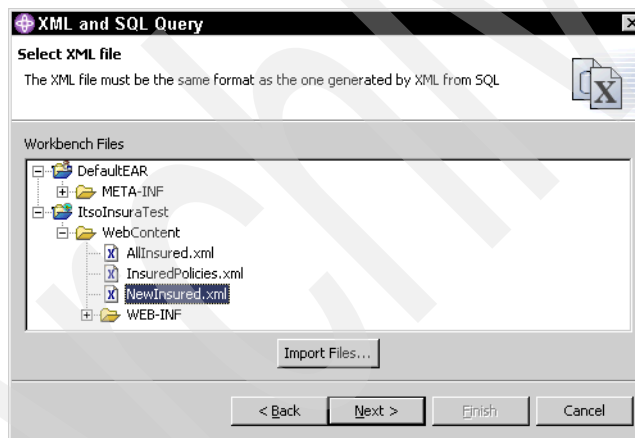 XML and SQL Query
Select XML file
The XML file must be the same format as the one generated by XML from SQL
Workbench Files
DefaultEAR
META-INF
ItsoInsuraTest
WebContent
AllInsured.xml
InsuredPolicies.xml
NewInsured.xml
WEB-INF
Import Files...
< Back Next > Finish Cancel